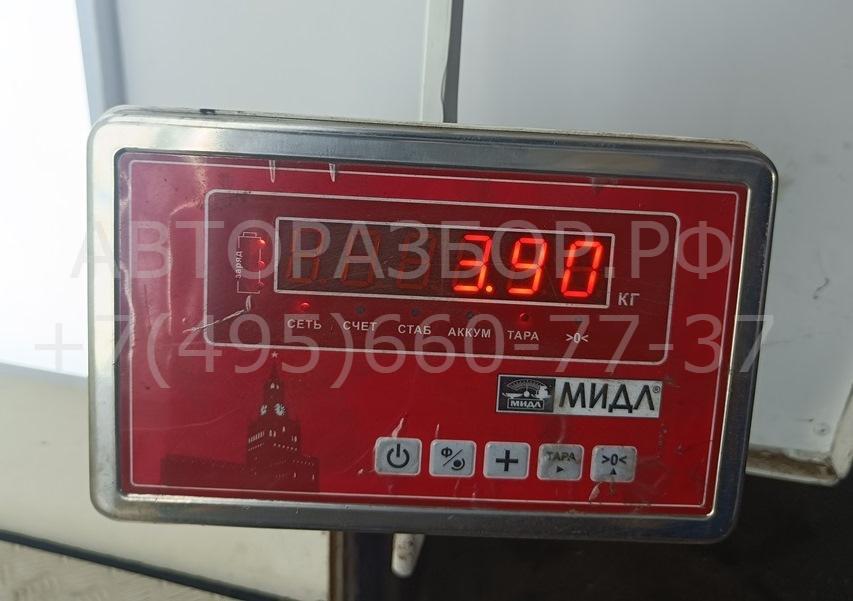 АВТОРАЗБОР.РФ
+7(495)660-77-37
заряд
3.90
КГ
СЕТЬ СЧЕТ СТАБ АККУМ ТАРА >0<
МИДЛ МИДЛ®
Ф + ТАРА >0<